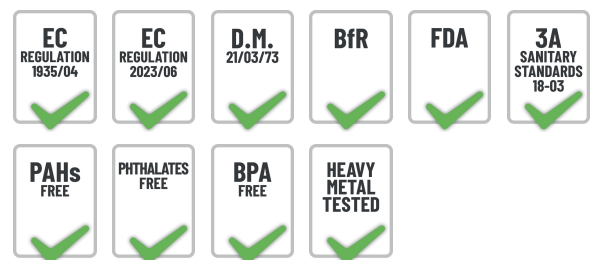 EC
REGULATION
1935/04
EC
REGULATION
2023/06
D.M.
21/03/73
BfR
FDA
3A
SANITARY
STANDARDS
18-03
PAHs
FREE
PHTHALATES
FREE
BPA
FREE
HEAVY
METAL
TESTED